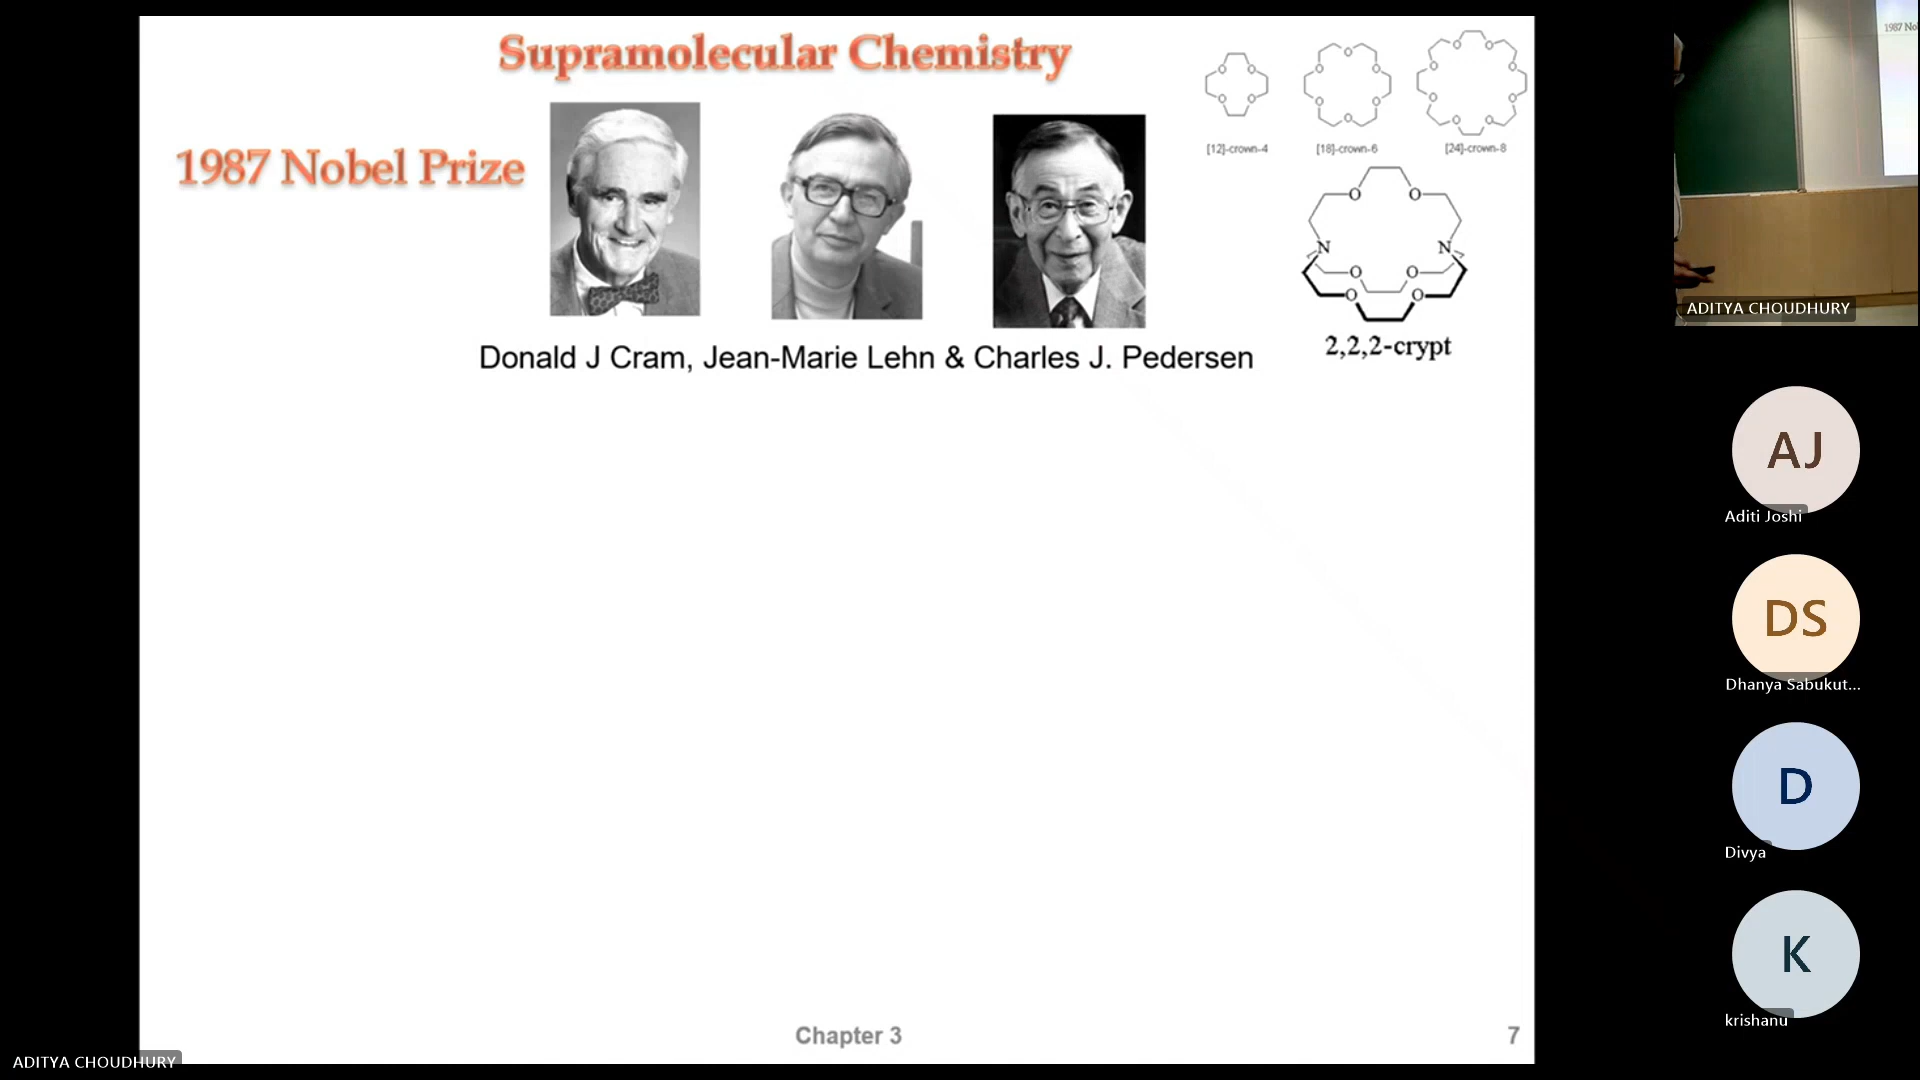 Supramolecular Chemistry
1987 Nobel Prize
[12]-crown-4
[18]-crown-6
[24]-crown-8
N
N
O
O
O
O
O
O
2,2,2-crypt
Donald J Cram, Jean-Marie Lehn & Charles J. Pedersen
Chapter 3
7
1987 No
ADITYA CHOUDHURY
AJ
Aditi Joshi
DS
Dhanya Sabukut...
D
Divya
K
krishanu
ADITYA CHOUDHURY